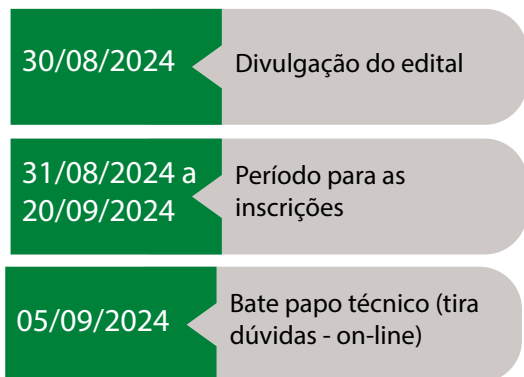 30/08/2024
Divulgação do edital
31/08/2024 a
20/09/2024
Período para as
inscrições
05/09/2024
Bate papo técnico (tira
dúvidas - on-line)